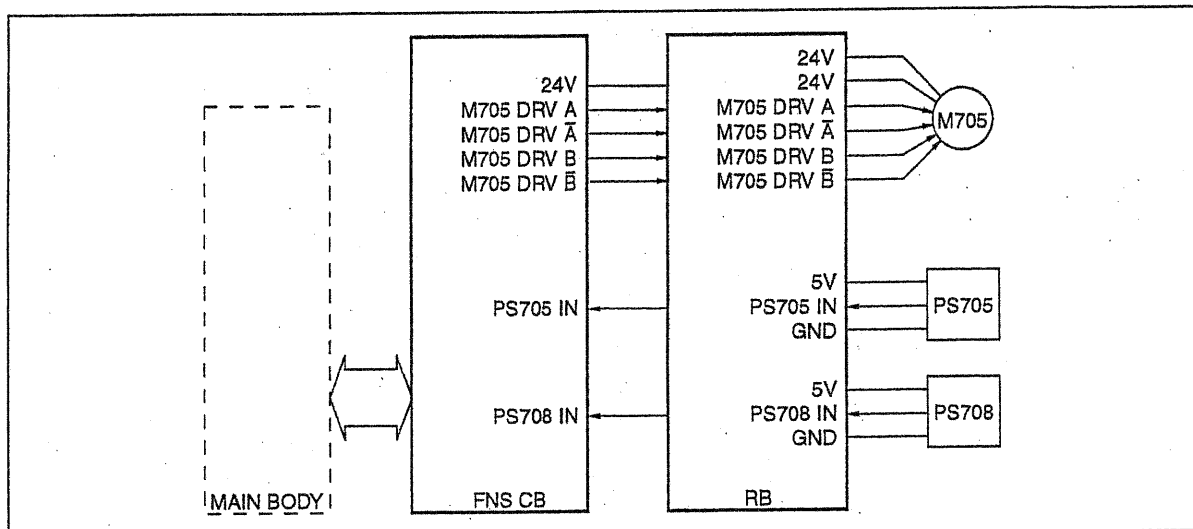 24V
M705 DRV A
M705 DRV A̅
M705 DRV B
M705 DRV B̅
PS705 IN
PS708 IN
24V
24V
M705 DRV A
M705 DRV A̅
M705 DRV B
M705 DRV B̅
M705
5V
PS705 IN
GND
PS705
5V
PS708 IN
GND
PS708
MAIN BODY
FNS CB
RB